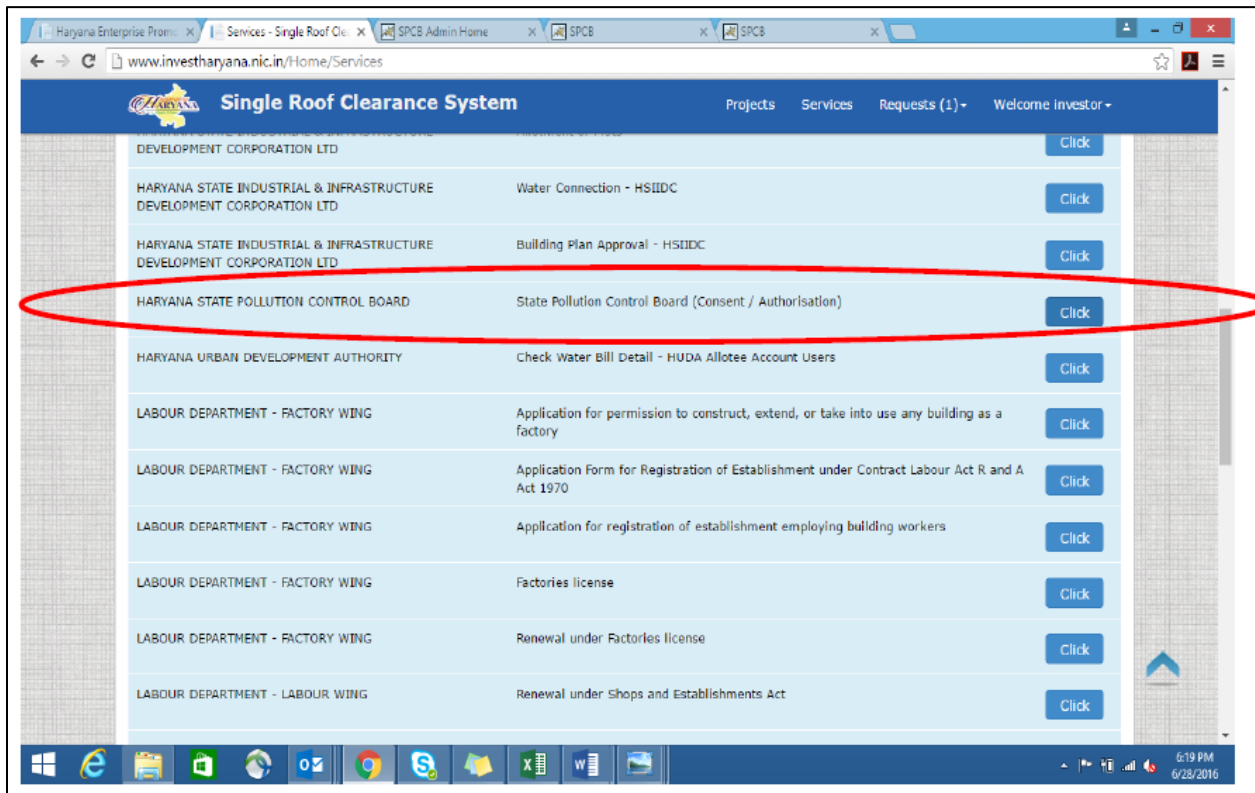 Haryana Enterprise Promo
Services - Single Roof Cle
SPCB Admin Home
SPCB
SPCB
www.investharyana.nic.in/Home/Services
HARYANA
Single Roof Clearance System
Projects
Services
Requests (1)
Welcome investor
DEVELOPMENT CORPORATION LTD
Click
HARYANA STATE INDUSTRIAL & INFRASTRUCTURE
DEVELOPMENT CORPORATION LTD
Water Connection - HSIIDC
Click
HARYANA STATE INDUSTRIAL & INFRASTRUCTURE
DEVELOPMENT CORPORATION LTD
Building Plan Approval - HSIIDC
Click
HARYANA STATE POLLUTION CONTROL BOARD
State Pollution Control Board (Consent / Authorisation)
Click
HARYANA URBAN DEVELOPMENT AUTHORITY
Check Water Bill Detail - HUDA Allotee Account Users
Click
LABOUR DEPARTMENT - FACTORY WING
Application for permission to construct, extend, or take into use any building as a
factory
Click
LABOUR DEPARTMENT - FACTORY WING
Application Form for Registration of Establishment under Contract Labour Act R and A
Act 1970
Click
LABOUR DEPARTMENT - FACTORY WING
Application for registration of establishment employing building workers
Click
LABOUR DEPARTMENT - FACTORY WING
Factories license
Click
LABOUR DEPARTMENT - FACTORY WING
Renewal under Factories license
Click
LABOUR DEPARTMENT - LABOUR WING
Renewal under Shops and Establishments Act
Click
6:19 PM
6/28/2016